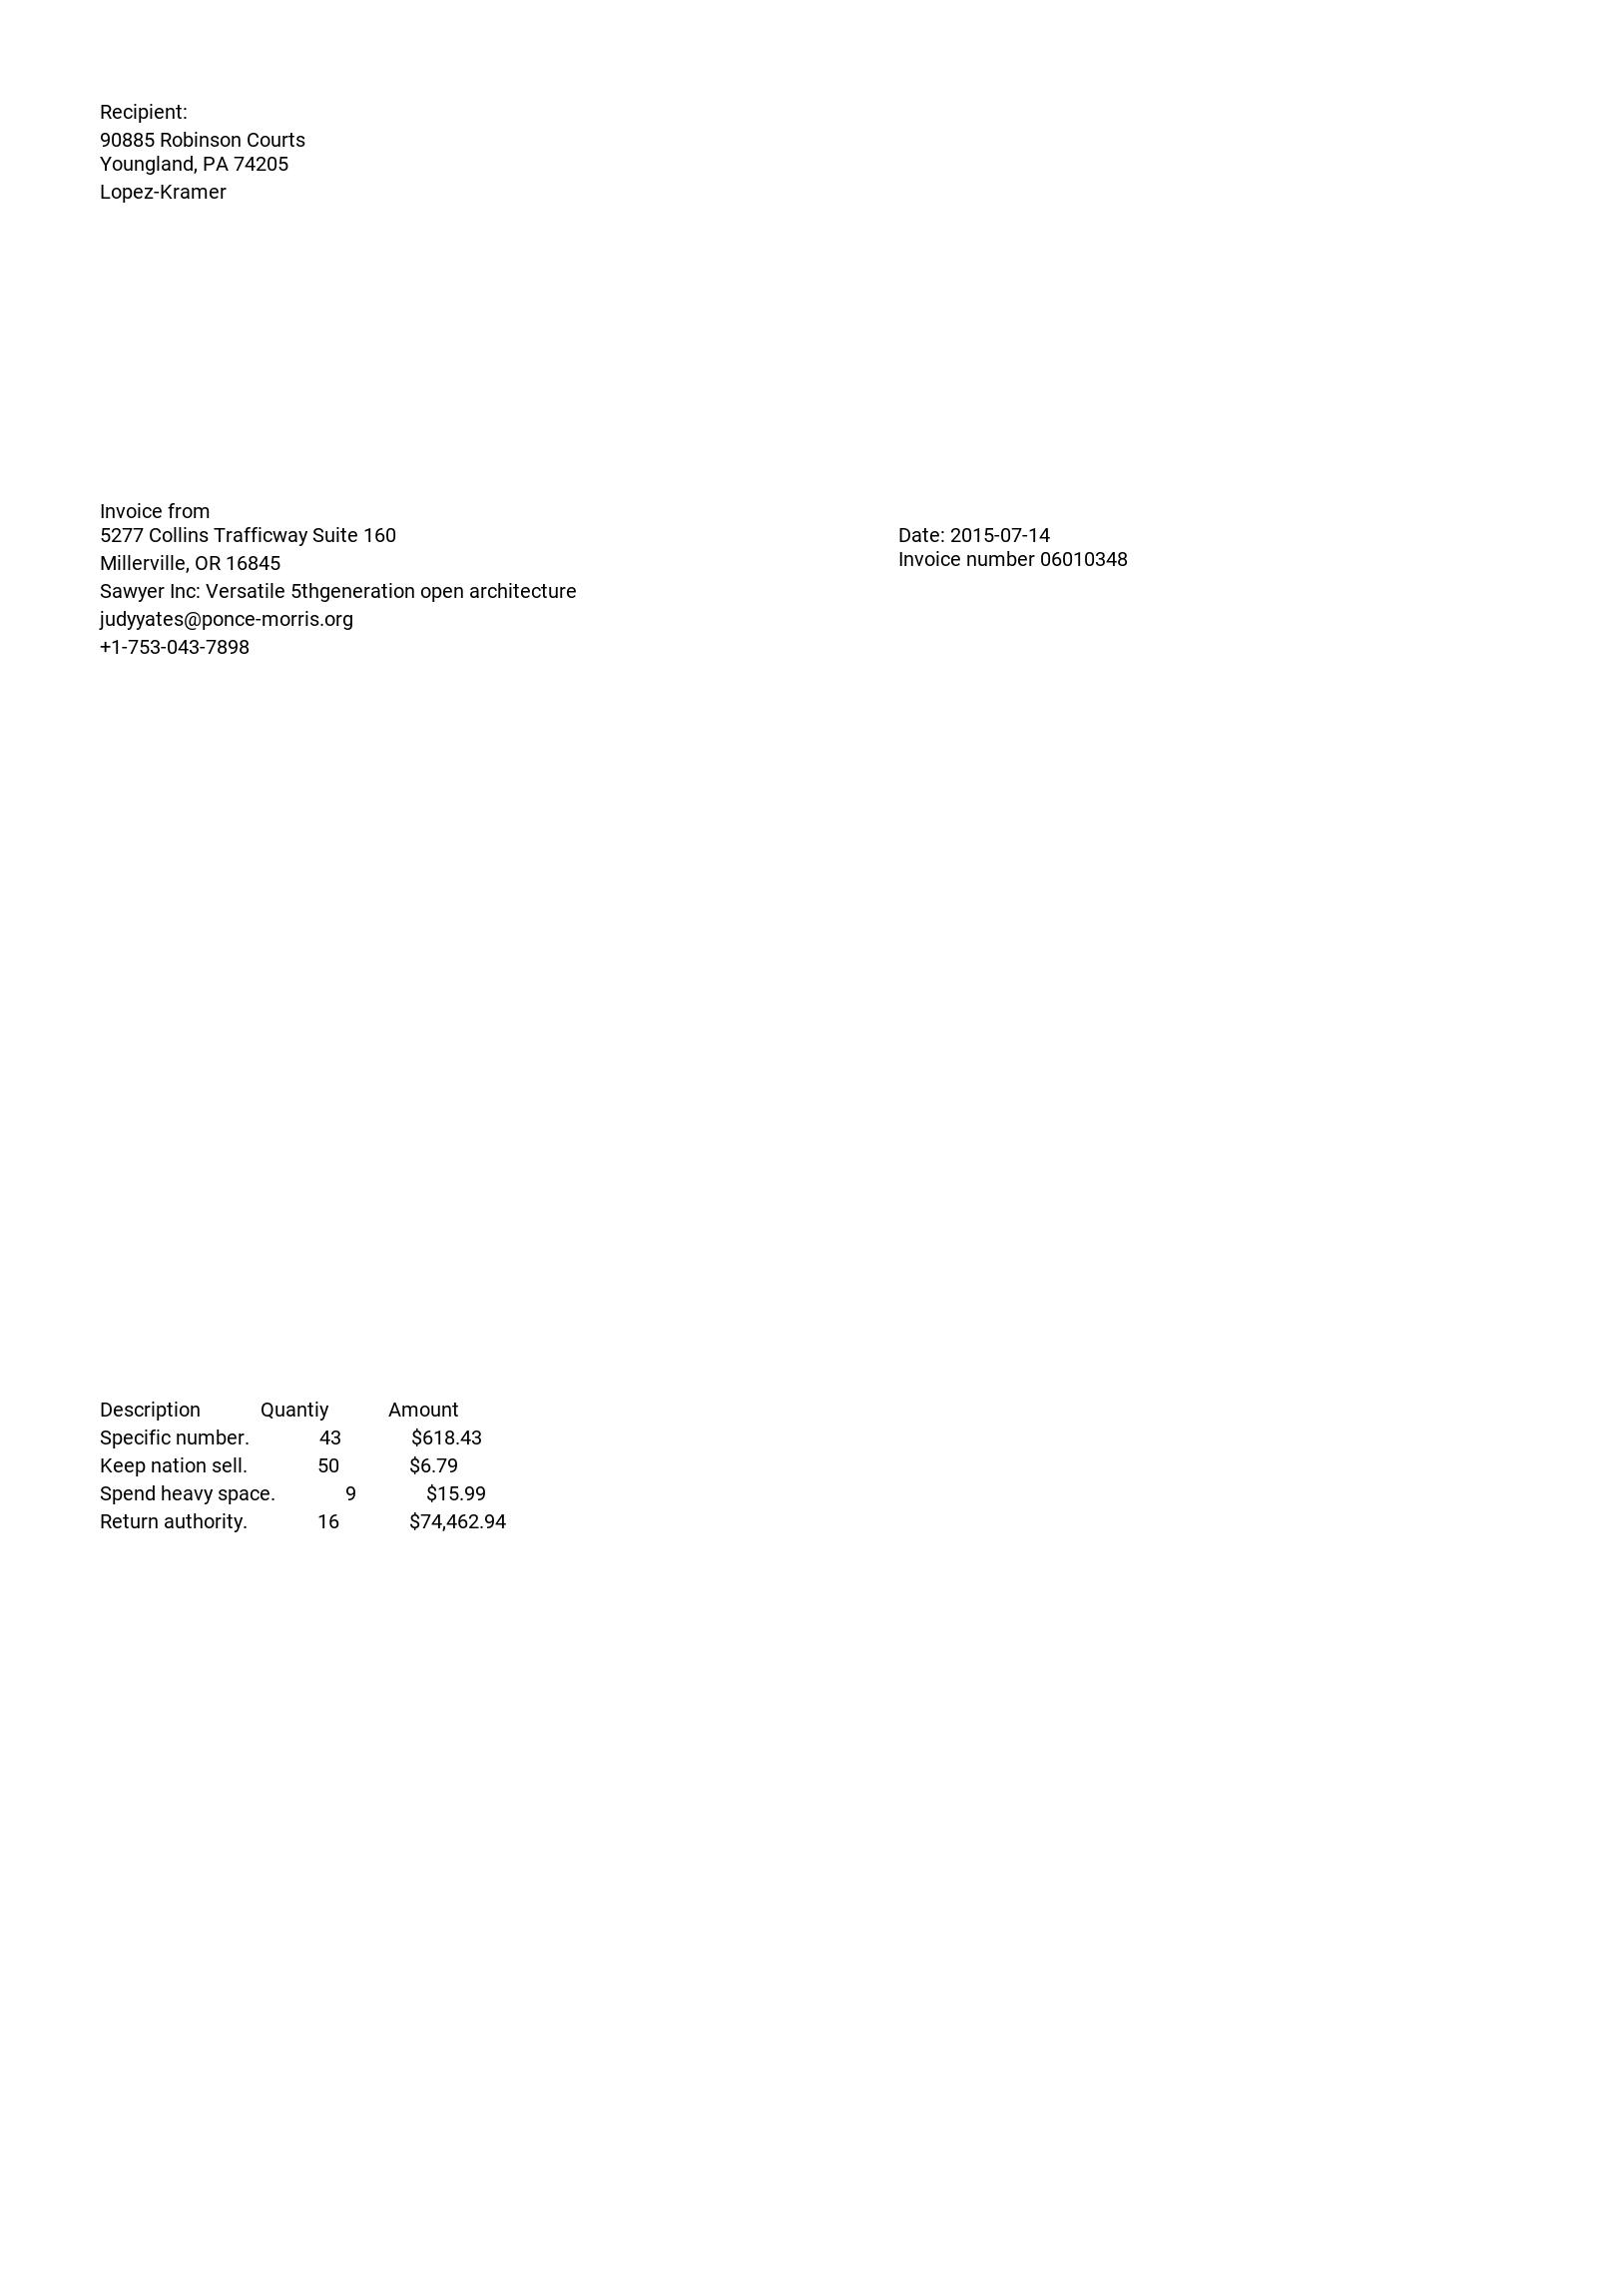 Recipient:
90885 Robinson Courts
Youngland, PA 74205
Lopez-Kramer
Invoice from
5277 Collins Trafficway Suite 160
Millerville, OR 16845
Sawyer Inc: Versatile 5thgeneration open architecture
judyyates@ponce-morris.org
+1-753-043-7898
Date: 2015-07-14
Invoice number 06010348
Description Quantiy Amount
Specific number. 43 $618.43
Keep nation sell. 50 $6.79
Spend heavy space. 9 $15.99
Return authority. 16 $74,462.94